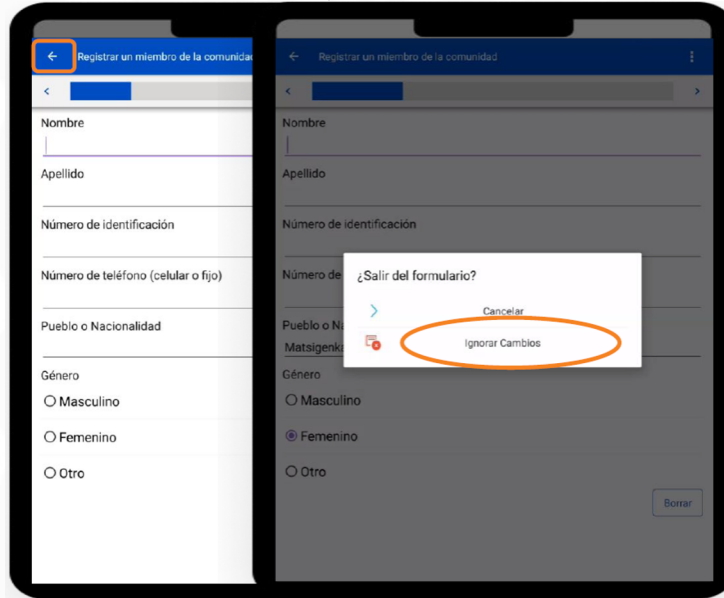 Registrar un miembro de la comunidad
Nombre
Apellido
Número de identificación
Número de teléfono (celular o fijo)
Pueblo o Nacionalidad
Género
Masculino
Femenino
Otro
Registrar un miembro de la comunidad
Nombre
Apellido
Número de identificación
Número de
Pueblo o Na
Matsigenka
Género
Masculino
Femenino
Otro
Borrar
¿Salir del formulario?
Cancelar
Ignorar Cambios